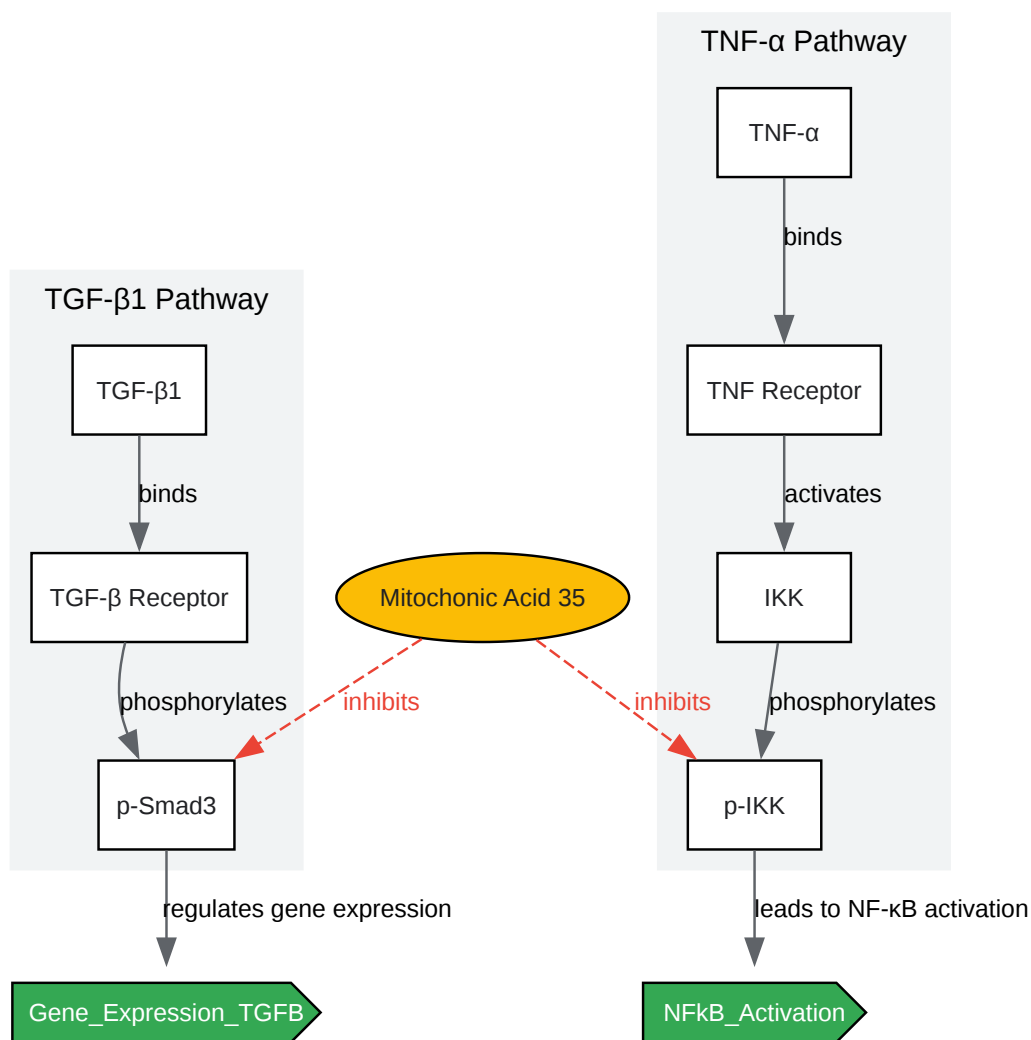 TNF-α Pathway
TNF-α
binds
TGF-β1 Pathway
TGF-β1
TNF Receptor
binds
activates
TGF-β Receptor
Mitochonic Acid 35
IKK
phosphorylates
inhibits
inhibits
phosphorylates
p-Smad3
p-IKK
regulates gene expression
leads to NF-κB activation
Gene_Expression_TGFB
NFkB_Activation